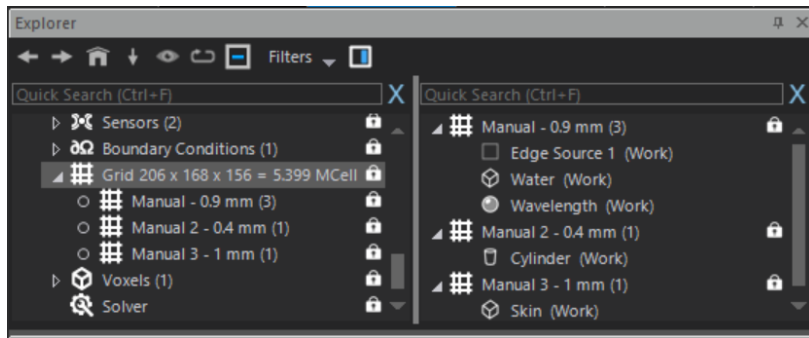 Explorer
Filters
Quick Search (Ctrl+F) X
Sensors (2)
∂Ω Boundary Conditions (1)
Grid 206 x 168 x 156 = 5.399 MCell
Manual - 0.9 mm (3)
Manual 2 - 0.4 mm (1)
Manual 3 - 1 mm (1)
Voxels (1)
Solver
Quick Search (Ctrl+F) X
Manual - 0.9 mm (3)
Edge Source 1 (Work)
Water (Work)
Wavelength (Work)
Manual 2 - 0.4 mm (1)
Cylinder (Work)
Manual 3 - 1 mm (1)
Skin (Work)